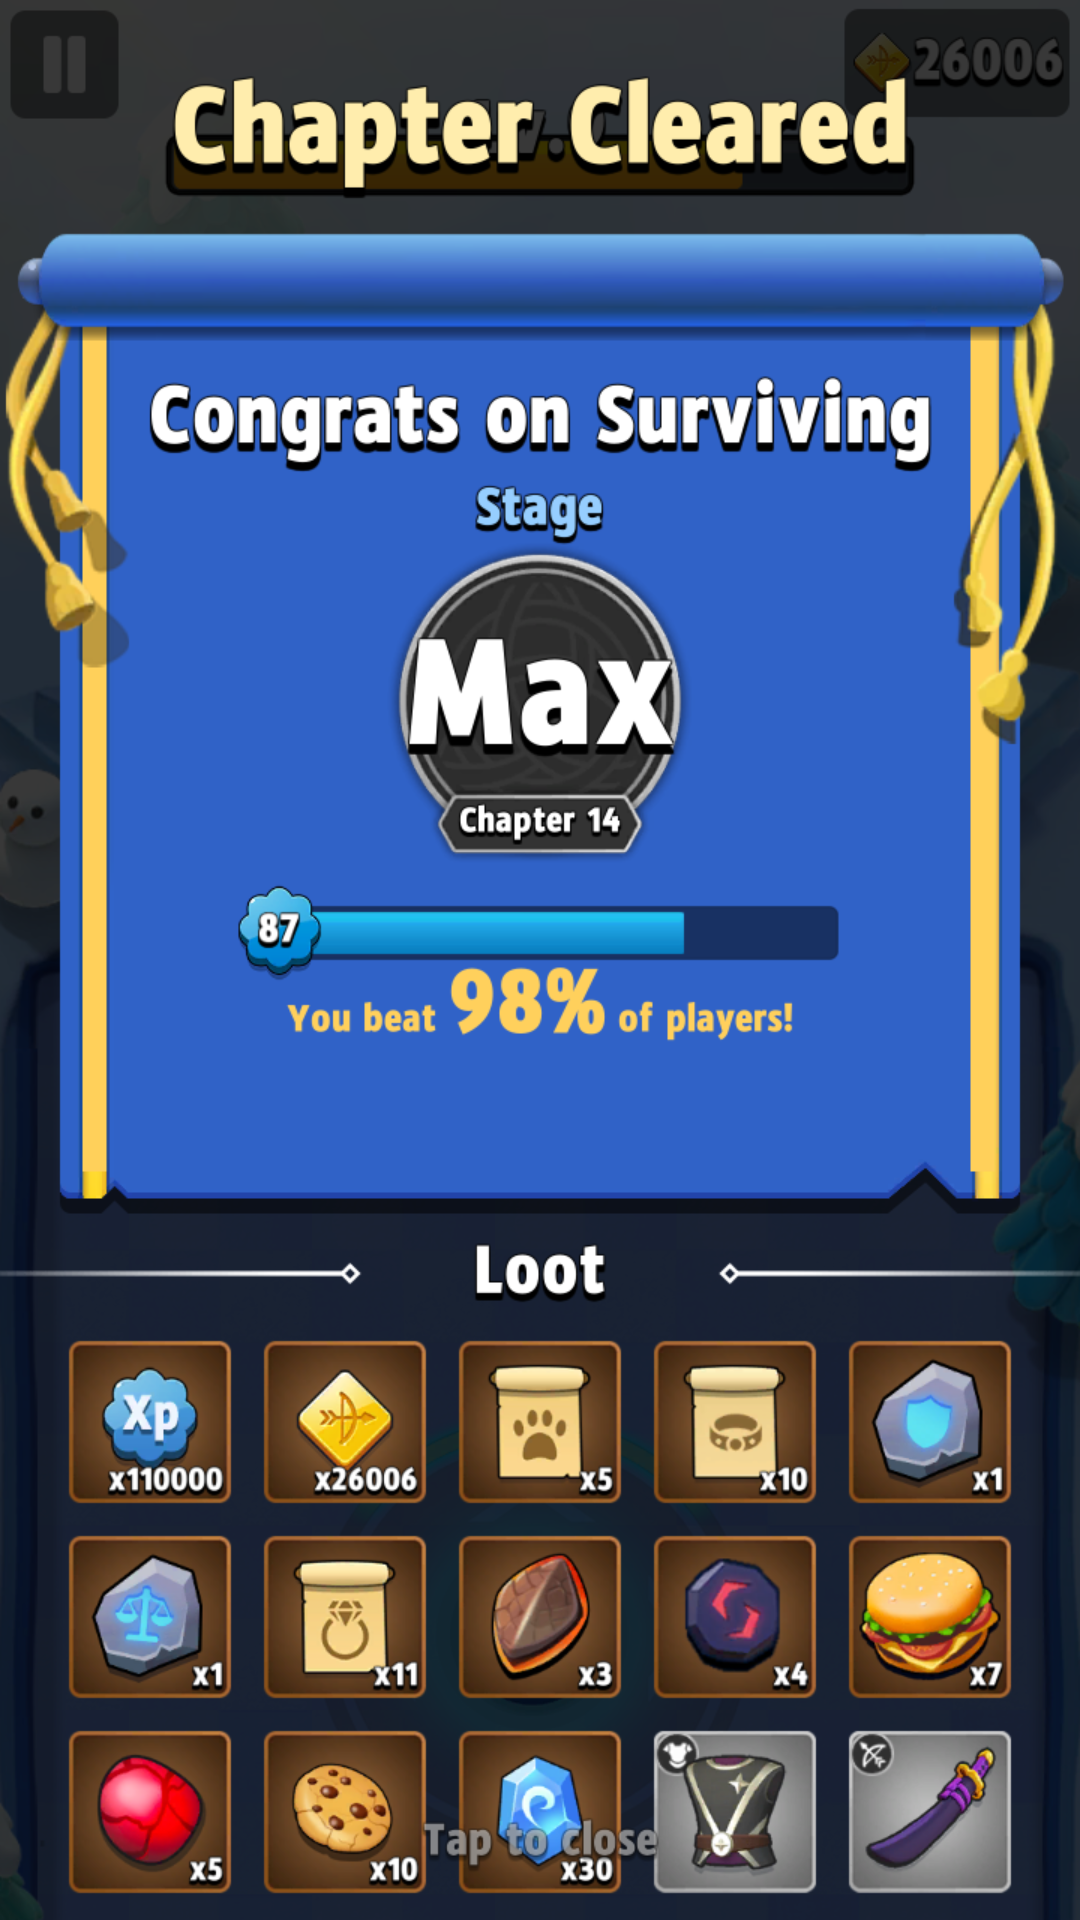 26006
Chapter Cleared
Congrats on Surviving
Stage
Max
Chapter 14
87
You beat 98% of players!
Loot
Xp
x110000 x26006 x5 x10 x1
x1 x11 x3 x4 x7
Tap to close
x5 x10 x30